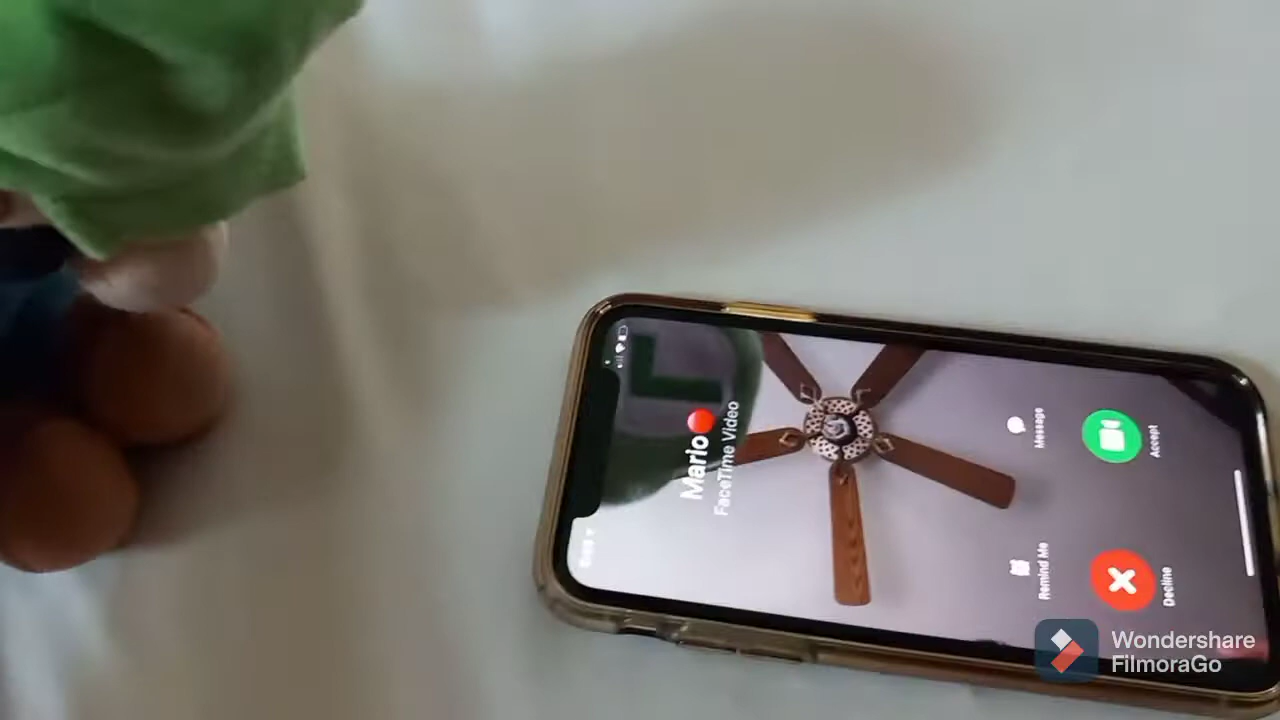 Mario🔴
FaceTime Video
L
Message
Accept
Remind Me
Decline
Wondershare
FilmoraGo